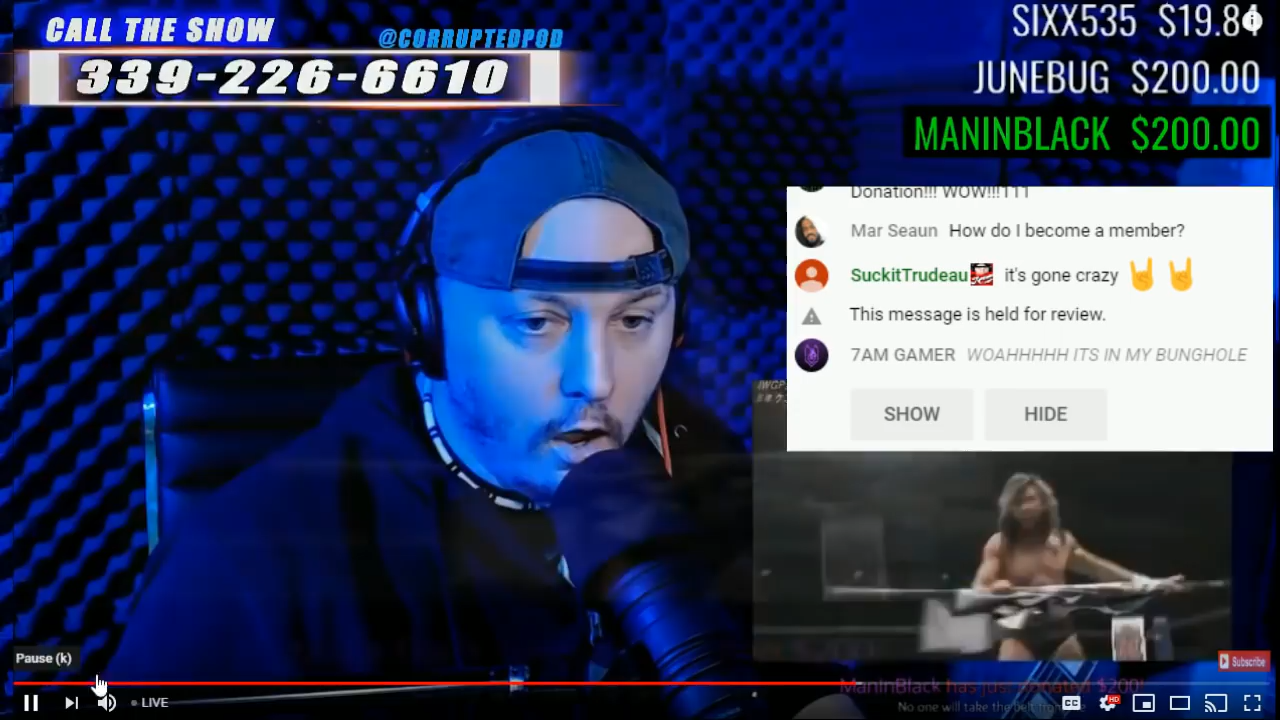 CALL THE SHOW
@CORRUPTEDPOD
339-226-6610
SIXX535 $19.84
JUNEBUG $200.00
MANINBLACK $200.00
Donation!!! WOW!!!111
Mar Seaun How do I become a member?
SuckitTrudeau it's gone crazy
This message is held for review.
7AM GAMER WOAHHHHH ITS IN MY BUNGHOLE
SHOW HIDE
IWGP
Subscribe
Pause (k)
ManInBlack has just donated $200!
No one will take the belt from
LIVE
CC
HD